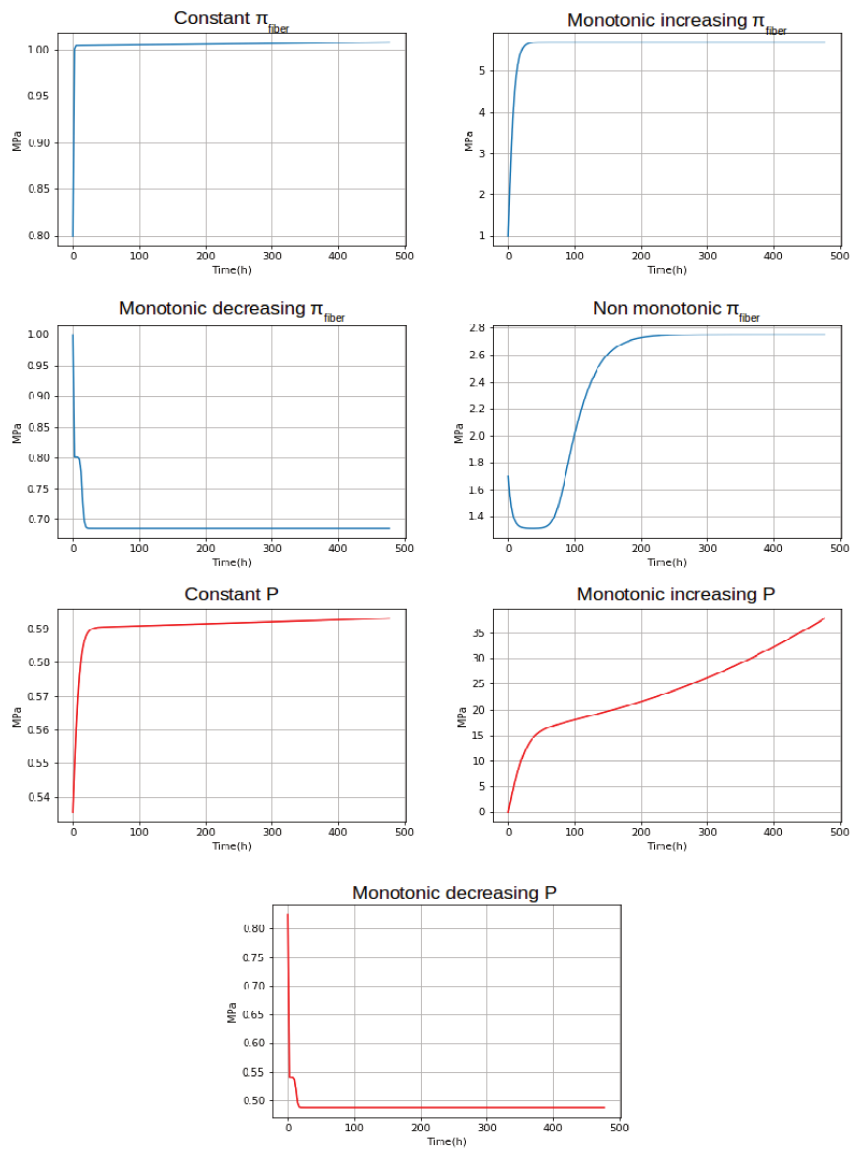 Constant π_fiber
MPa
1.00
0.95
0.90
0.85
0.80
0 100 200 300 400 500
Time(h)
Monotonic increasing π_fiber
MPa
5
4
3
2
1
0 100 200 300 400 500
Time(h)
Monotonic decreasing π_fiber
MPa
1.00
0.95
0.90
0.85
0.80
0.75
0.70
0 100 200 300 400 500
Time(h)
Non monotonic π_fiber
MPa
2.8
2.6
2.4
2.2
2.0
1.8
1.6
1.4
0 100 200 300 400 500
Time(h)
Constant P
MPa
0.59
0.58
0.57
0.56
0.55
0.54
0 100 200 300 400 500
Time(h)
Monotonic increasing P
MPa
35
30
25
20
15
10
5
0
0 100 200 300 400 500
Time(h)
Monotonic decreasing P
MPa
0.80
0.75
0.70
0.65
0.60
0.55
0.50
0 100 200 300 400 500
Time(h)